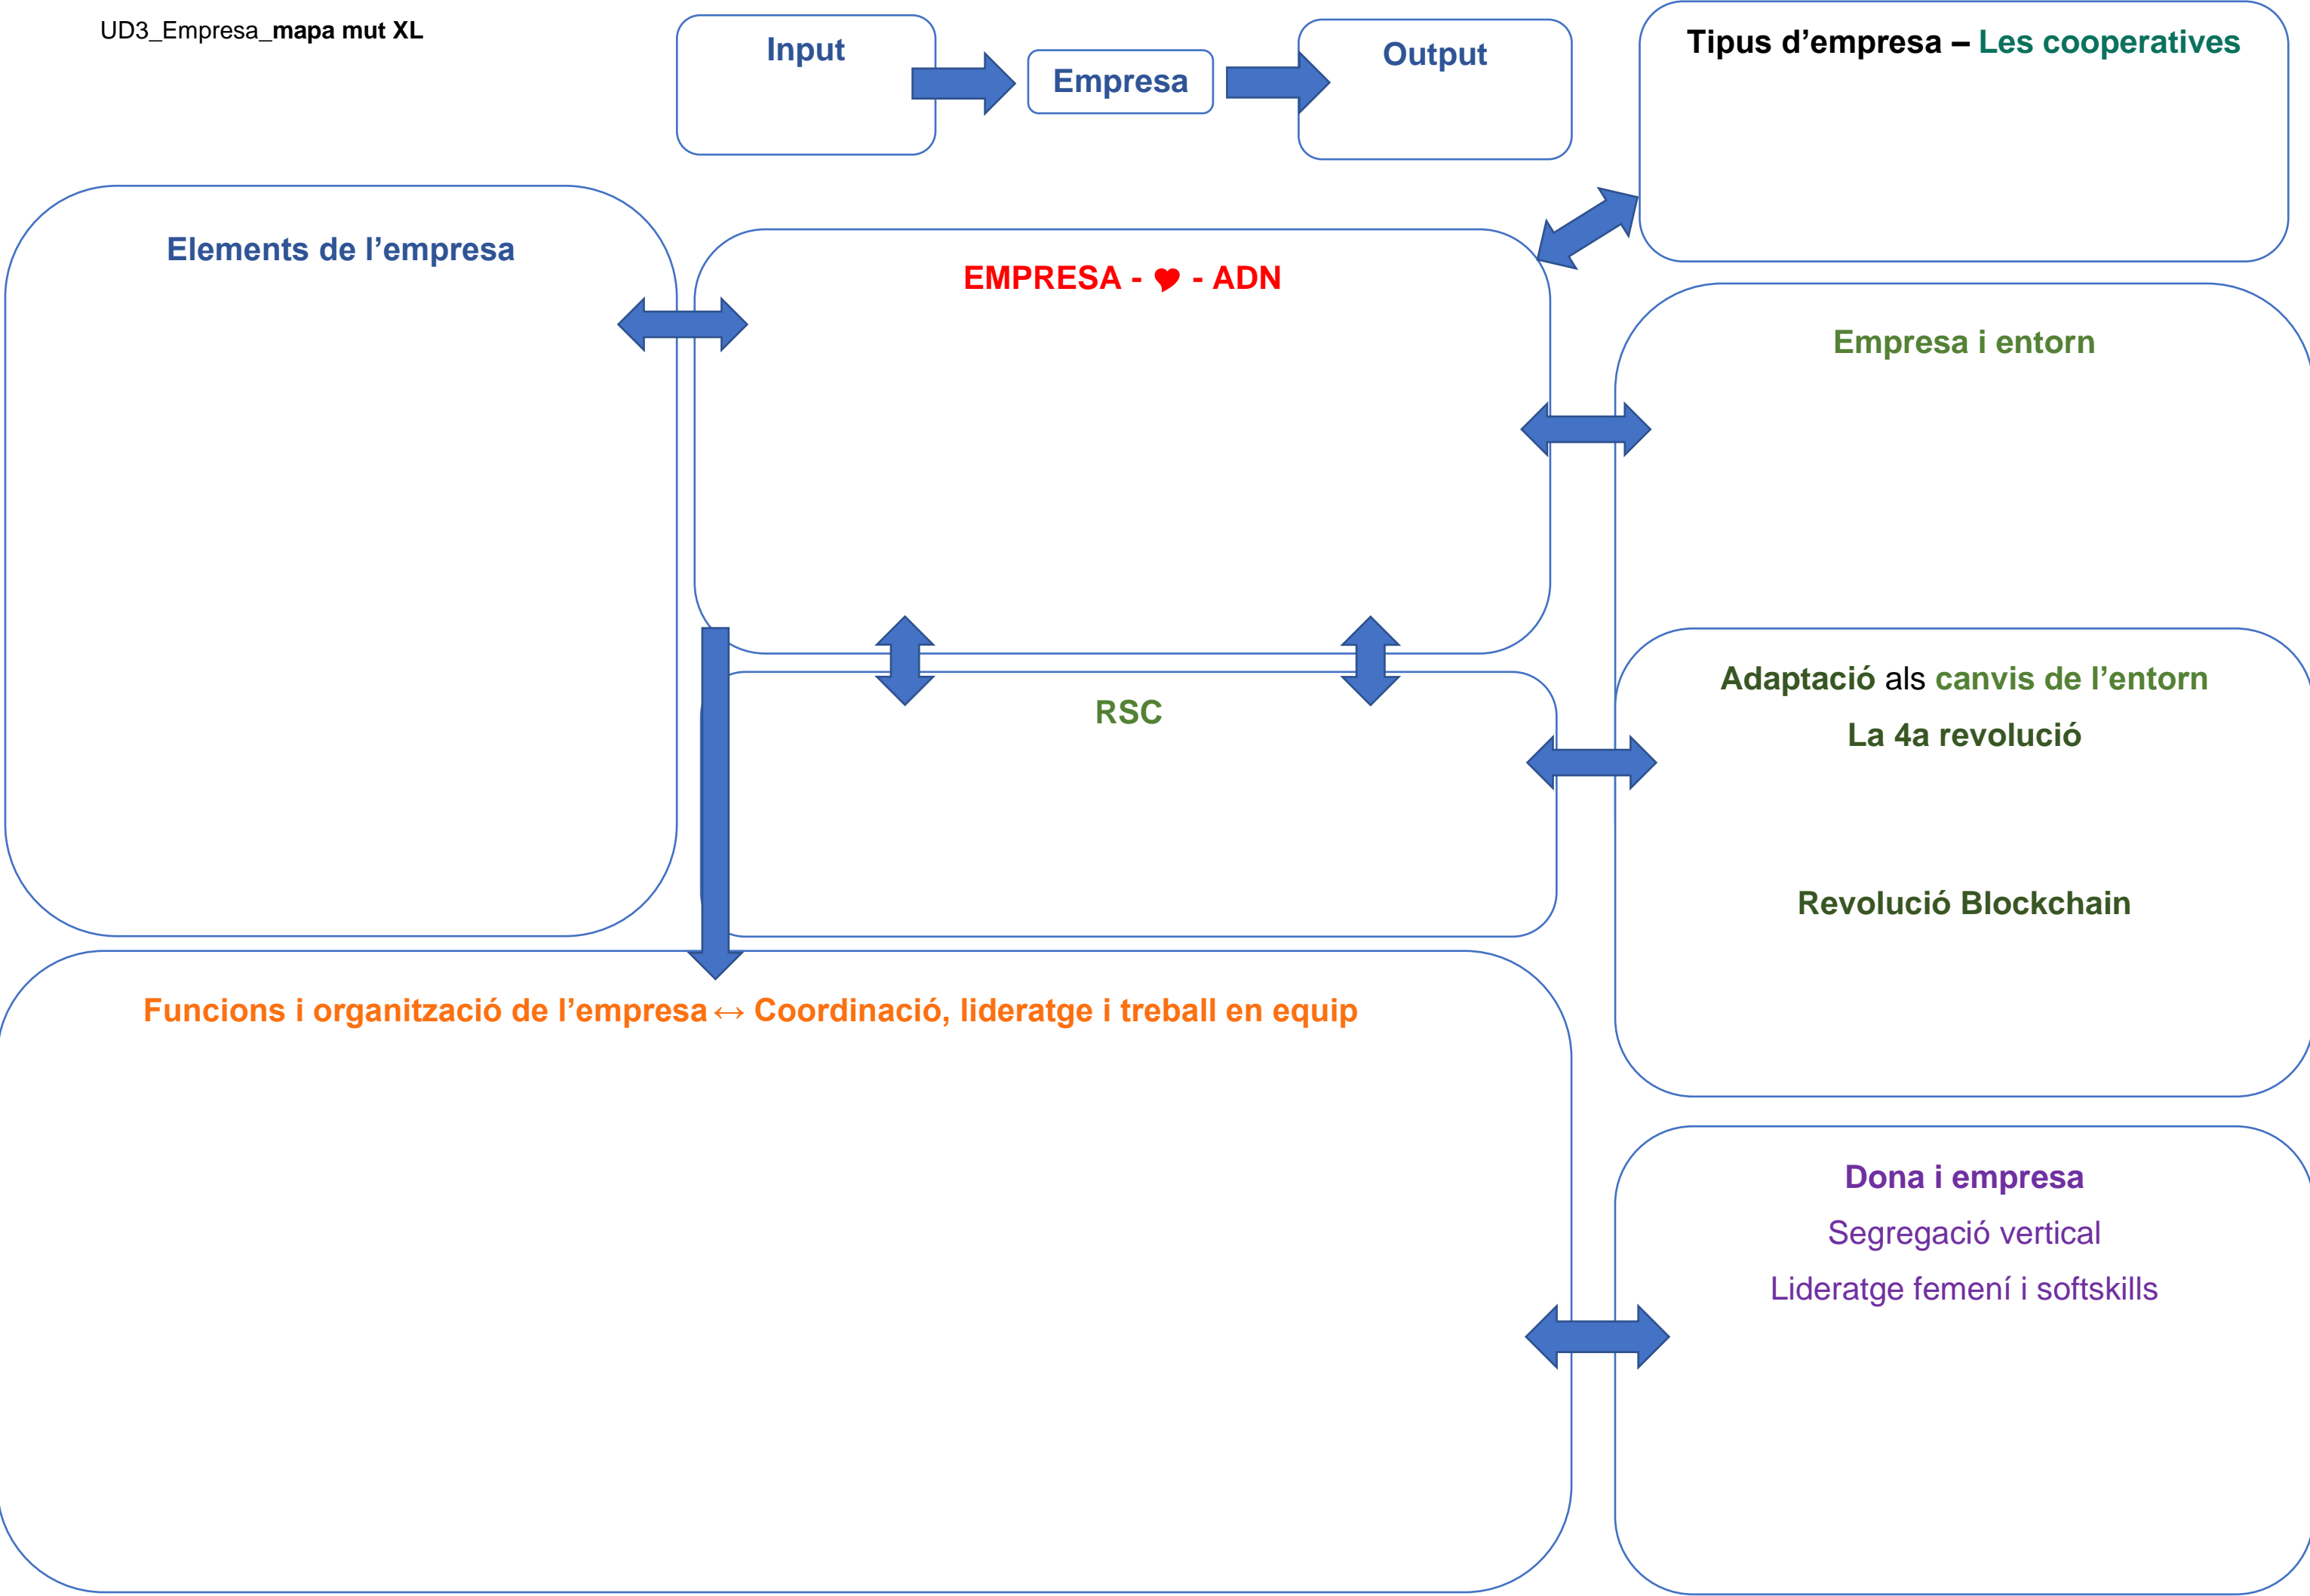 UD3_Empresa_mapa mut XL
Input
Empresa
Output
Tipus d’empresa – Les cooperatives
Elements de l’empresa
EMPRESA - ♥ - ADN
Empresa i entorn
RSC
Adaptació als canvis de l’entorn
La 4a revolució
Revolució Blockchain
Funcions i organització de l’empresa↔ Coordinació, lideratge i treball en equip
Dona i empresa
Segregació vertical
Lideratge femení i softskills